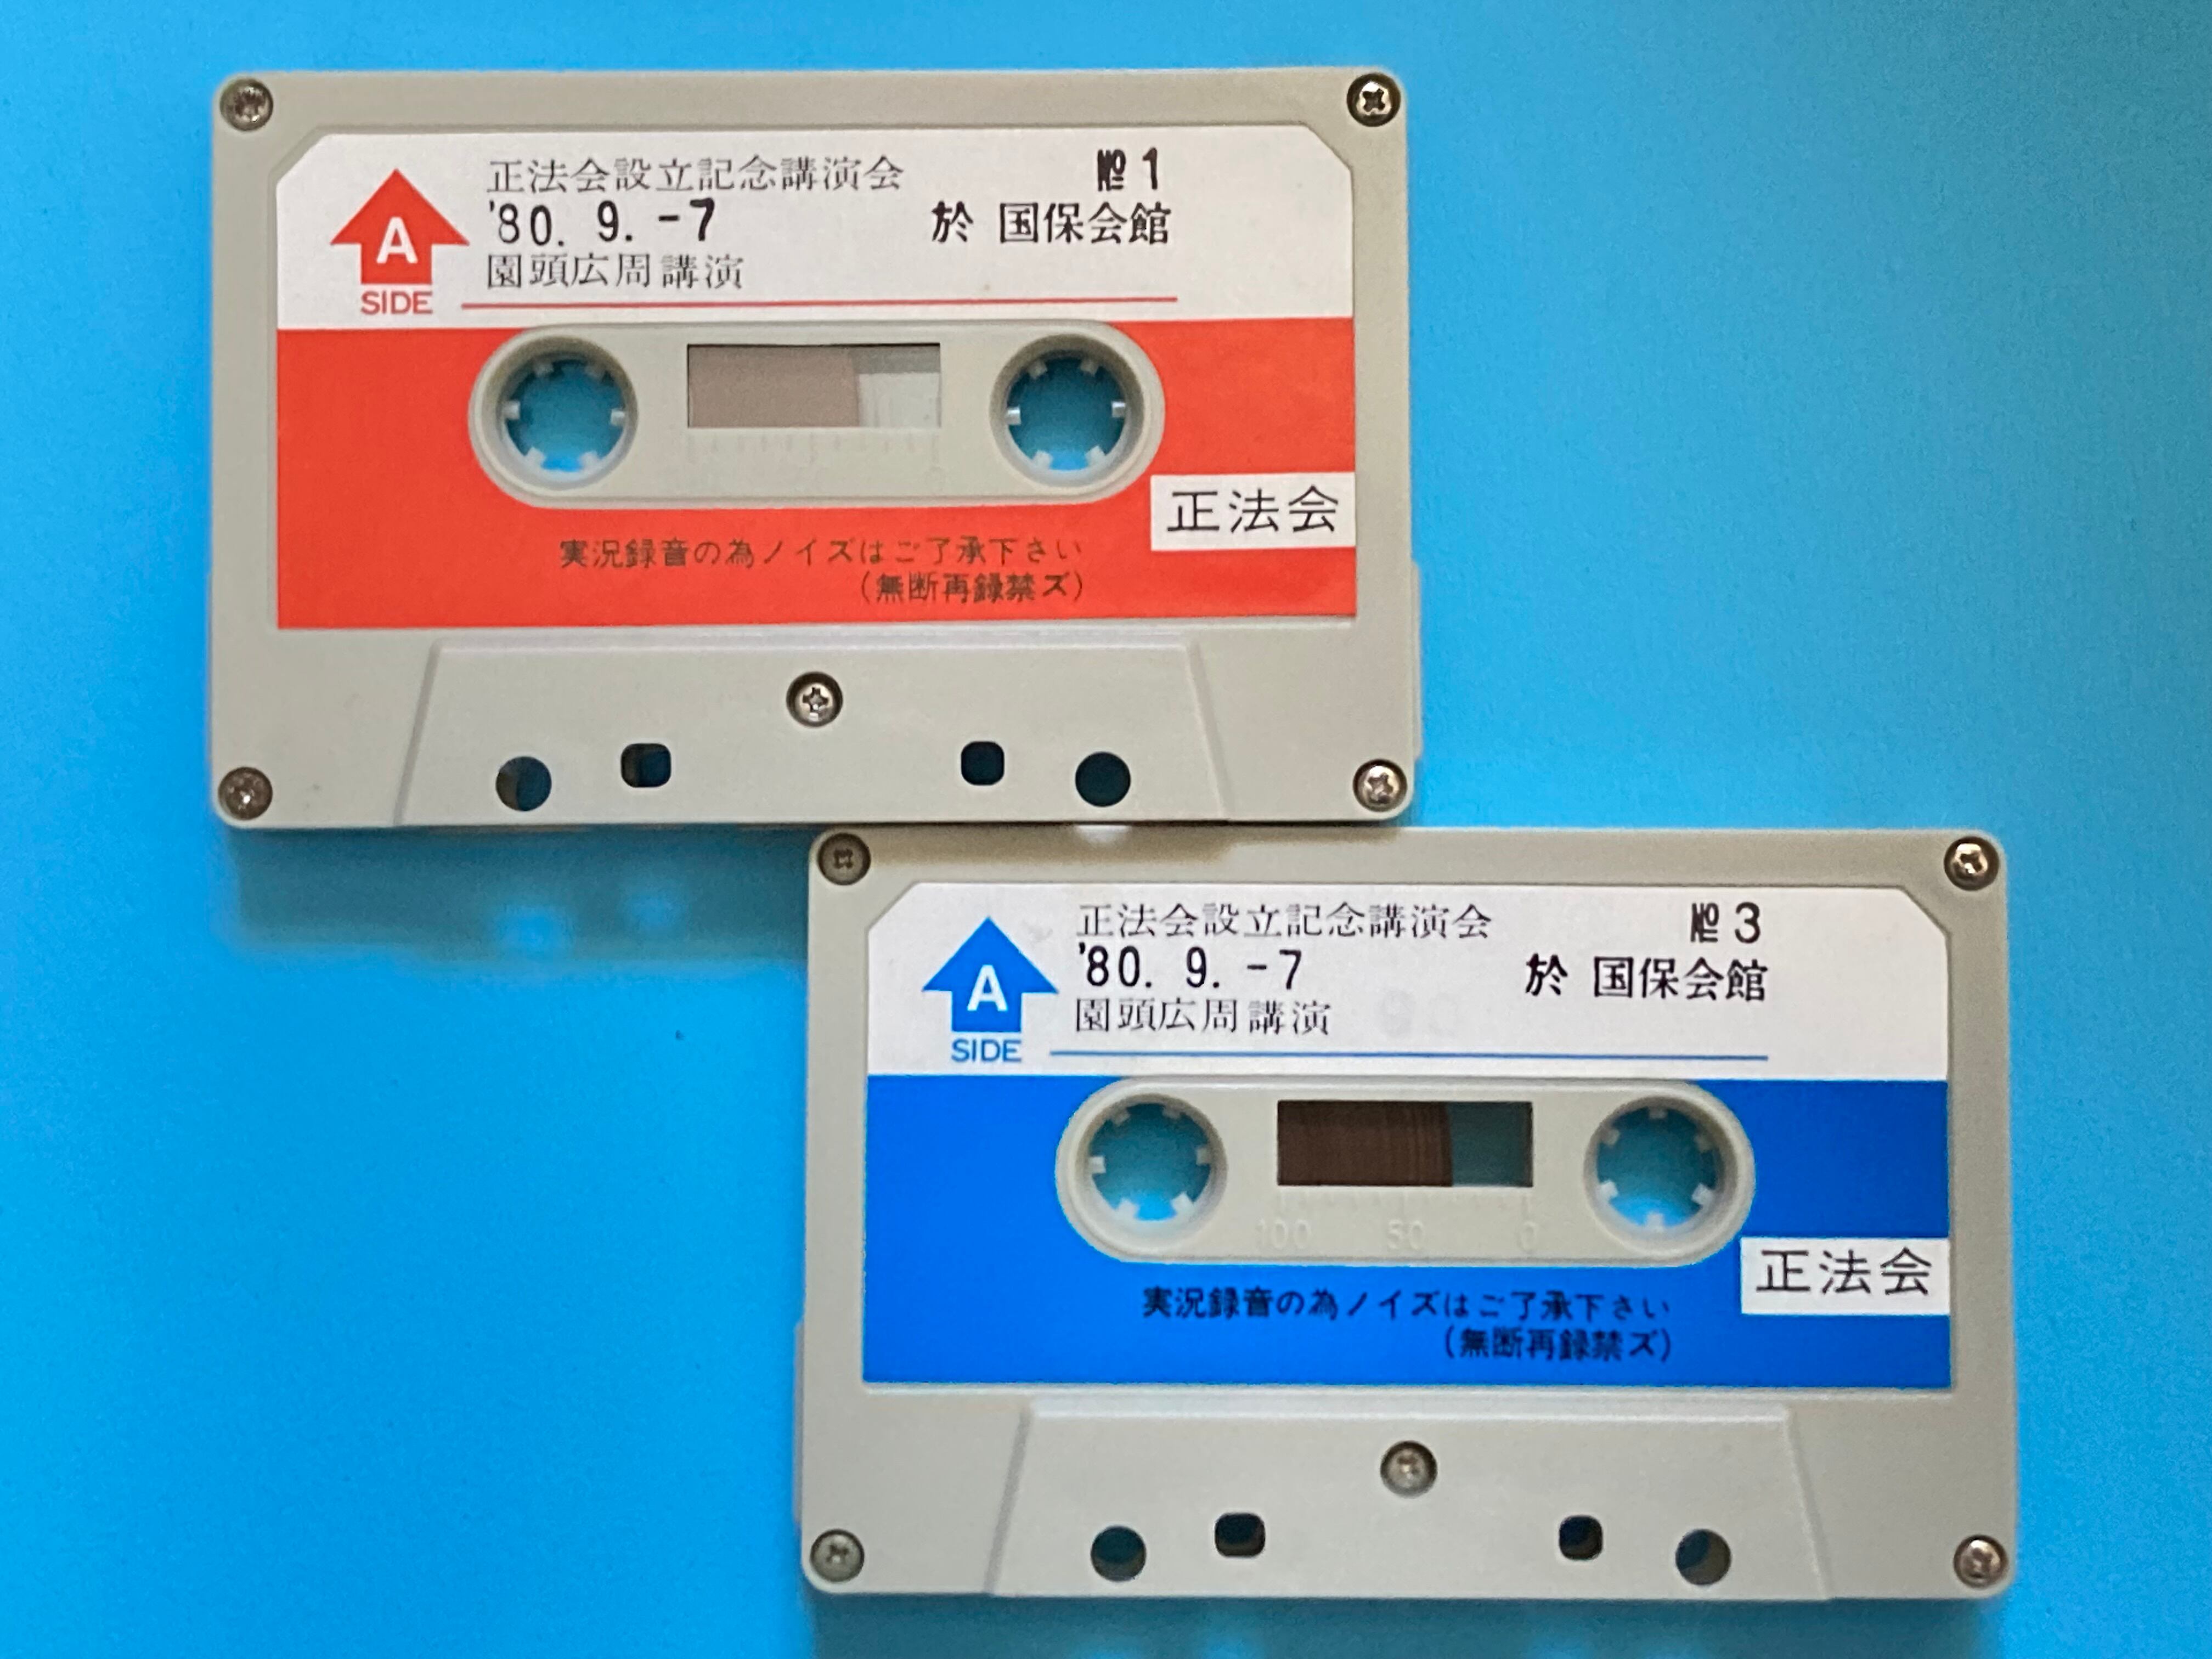 正法会設立記念講演会 №1
'80. 9. -7 於 国保会館
園頭広周講演
A
SIDE
正法会
実況録音の為ノイズはご了承下さい
(無断再録禁ズ)
正法会設立記念講演会 №3
'80. 9. -7 於 国保会館
園頭広周講演
A
SIDE
100 50 0
正法会
実況録音の為ノイズはご了承下さい
(無断再録禁ズ)